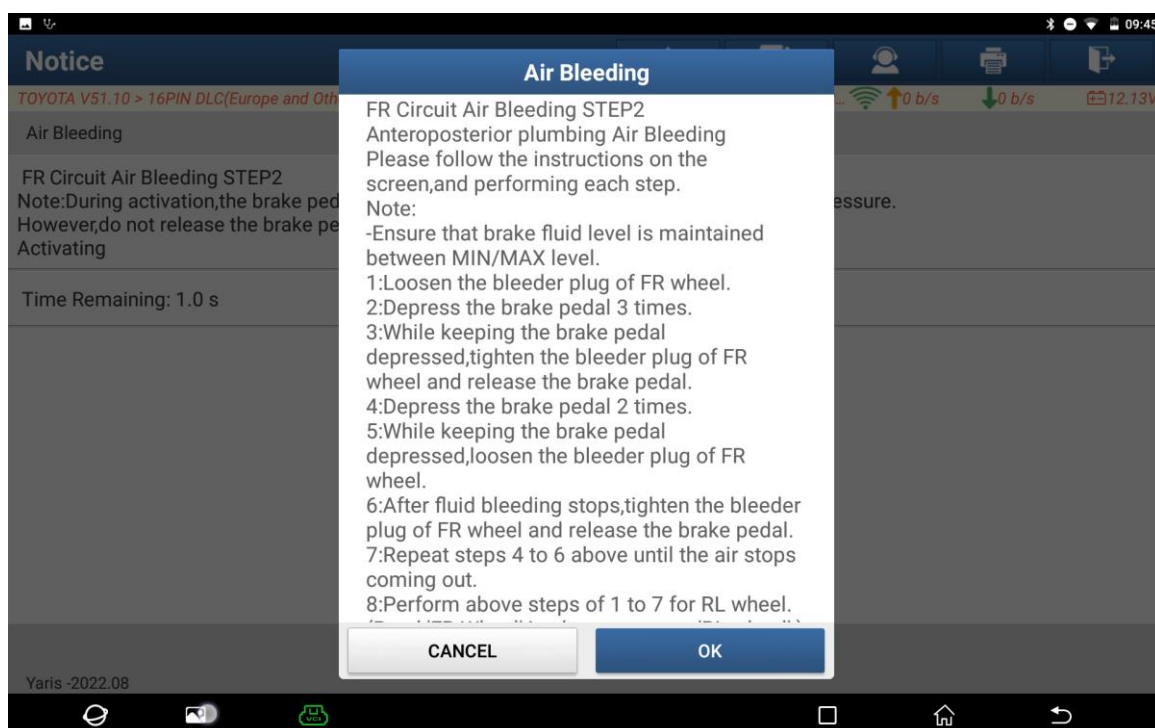 09:45
Notice
TOYOTA V51.10 > 16PIN DLC(Europe and Oth
... 0 b/s 0 b/s 12.13V
Air Bleeding
FR Circuit Air Bleeding STEP2
Note:During activation,the brake ped
essure.
However,do not release the brake pe
Activating
Time Remaining: 1.0 s
Air Bleeding
FR Circuit Air Bleeding STEP2
Anteroposterior plumbing Air Bleeding
Please follow the instructions on the
screen,and performing each step.
Note:
-Ensure that brake fluid level is maintained
between MIN/MAX level.
1:Loosen the bleeder plug of FR wheel.
2:Depress the brake pedal 3 times.
3:While keeping the brake pedal
depressed,tighten the bleeder plug of FR
wheel and release the brake pedal.
4:Depress the brake pedal 2 times.
5:While keeping the brake pedal
depressed,loosen the bleeder plug of FR
wheel.
6:After fluid bleeding stops,tighten the bleeder
plug of FR wheel and release the brake pedal.
7:Repeat steps 4 to 6 above until the air stops
coming out.
8:Perform above steps of 1 to 7 for RL wheel.
CANCEL
OK
Yaris -2022.08
VCI